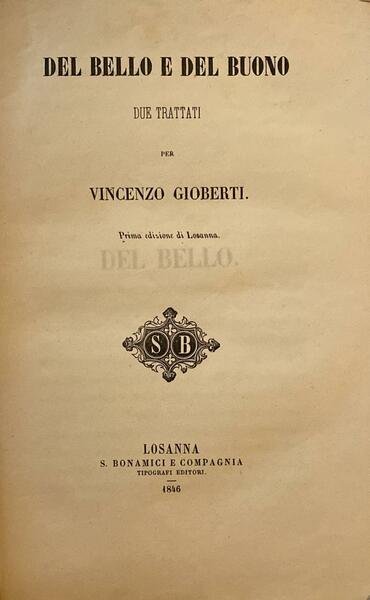 DEL BELLO E DEL BUONO
DUE TRATTATI
PER
VINCENZO GIOBERTI.
Prima edizione di Losanna.
DEL BELLO.
S B
LOSANNA
S. BONAMICI E COMPAGNIA
TIPOGRAFI EDITORI.
1846